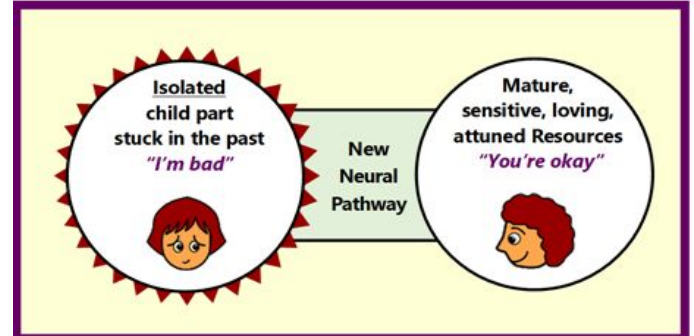 Isolated
child part
stuck in the past
"I'm bad"
New
Neural
Pathway
Mature,
sensitive, loving,
attuned Resources
"You're okay"